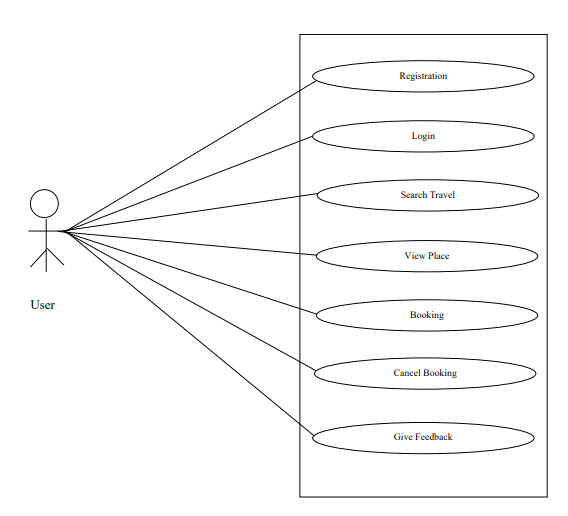 Registration
Login
Search Travel
View Place
Booking
Cancel Booking
Give Feedback
User